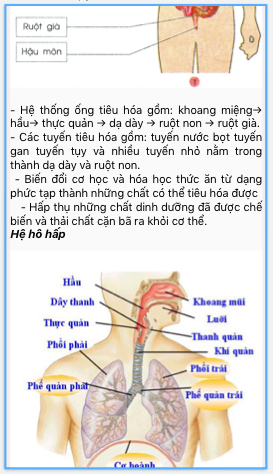 Ruột già
Hậu môn
- Hệ thống ống tiêu hóa gồm: khoang miệng→
hầu→ thực quản → dạ dày → ruột non → ruột già.
- Các tuyến tiêu hóa gồm: tuyến nước bọt tuyến
gan tuyến tụy và nhiều tuyến nhỏ nằm trong
thành dạ dày và ruột non.
- Biến đổi cơ học và hóa học thức ăn từ dạng
phức tạp thành những chất có thể tiêu hóa được
- Hấp thụ những chất dinh dưỡng đã được chế
biến và thải chất cặn bã ra khỏi cơ thể.
Hệ hô hấp
Hầu
Dây thanh
Khoang mũi
Lưỡi
Thực quản
Thanh quản
Khí quản
Phổi phải
Phổi trái
Phế quản phải
Phế quản trái
Cơ hoành